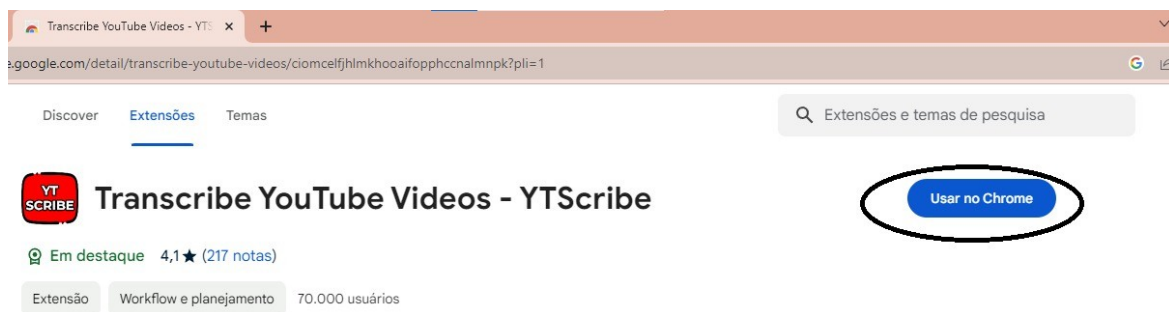 Transcribe YouTube Videos - YTS
.google.com/detail/transcribe-youtube-videos/ciomcelfjhlmkhooaifopphccnalmnpk?pli=1
Discover Extensões Temas
Extensões e temas de pesquisa
YT
SCRIBE
Transcribe YouTube Videos - YTScribe
Usar no Chrome
Em destaque 4,1★ (217 notas)
Extensão Workflow e planejamento 70.000 usuários